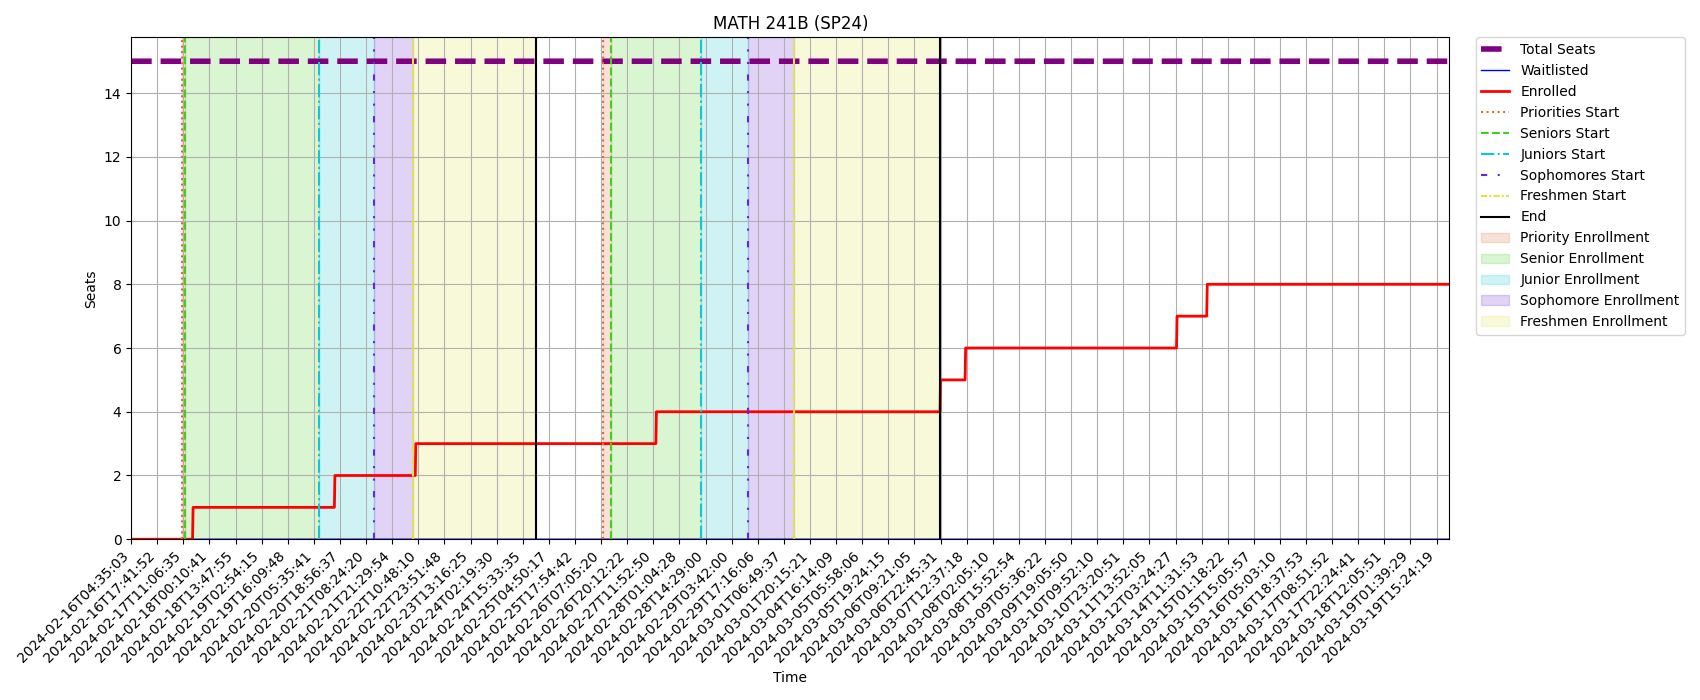 MATH 241B (SP24)
Seats
14
12
10
8
6
4
2
0
2024-02-16T04:35:03
2024-02-16T17:41:52
2024-02-17T11:06:35
2024-02-18T00:10:41
2024-02-18T13:47:55
2024-02-19T02:54:15
2024-02-19T16:09:48
2024-02-20T05:35:41
2024-02-20T18:56:37
2024-02-21T08:24:20
2024-02-21T21:29:54
2024-02-22T10:48:10
2024-02-22T23:51:48
2024-02-23T13:16:25
2024-02-24T02:19:30
2024-02-24T15:33:35
2024-02-25T04:50:17
2024-02-25T17:54:42
2024-02-26T07:05:20
2024-02-26T20:12:22
2024-02-27T11:52:50
2024-02-28T01:04:28
2024-02-28T14:29:00
2024-02-29T03:42:00
2024-02-29T17:16:06
2024-03-01T06:49:37
2024-03-01T20:15:21
2024-03-04T16:14:09
2024-03-05T05:58:06
2024-03-05T19:24:15
2024-03-06T09:21:05
2024-03-06T22:45:31
2024-03-07T12:37:18
2024-03-08T02:05:10
2024-03-08T15:52:54
2024-03-09T05:36:22
2024-03-09T19:05:50
2024-03-10T09:52:10
2024-03-10T23:20:51
2024-03-11T13:52:05
2024-03-12T03:24:27
2024-03-14T11:31:53
2024-03-15T01:18:22
2024-03-15T15:05:57
2024-03-16T05:03:10
2024-03-16T18:37:53
2024-03-17T08:51:52
2024-03-17T22:24:41
2024-03-18T12:05:51
2024-03-19T01:39:29
2024-03-19T15:24:19
Time
Total Seats
Waitlisted
Enrolled
Priorities Start
Seniors Start
Juniors Start
Sophomores Start
Freshmen Start
End
Priority Enrollment
Senior Enrollment
Junior Enrollment
Sophomore Enrollment
Freshmen Enrollment